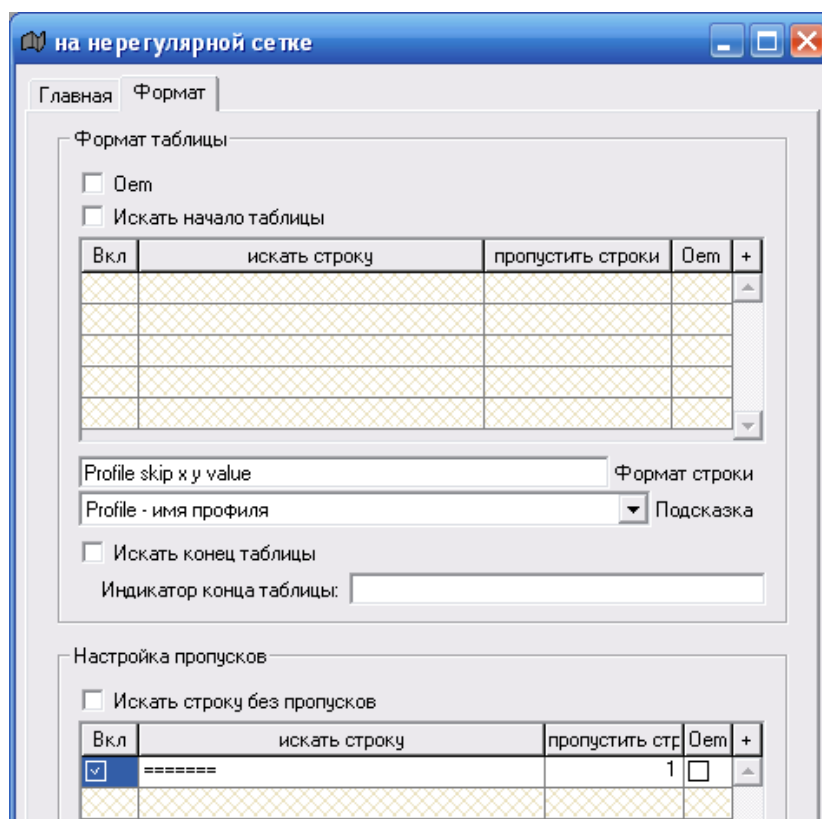 на нерегулярной сетке
Главная Формат
Формат таблицы
Oem
Искать начало таблицы
Вкл искать строку пропустить строки Oem +
Profile skip x y value Формат строки
Profile - имя профиля Подсказка
Искать конец таблицы
Индикатор конца таблицы:
Настройка пропусков
Искать строку без пропусков
Вкл искать строку пропустить стр Oem +
======= 1